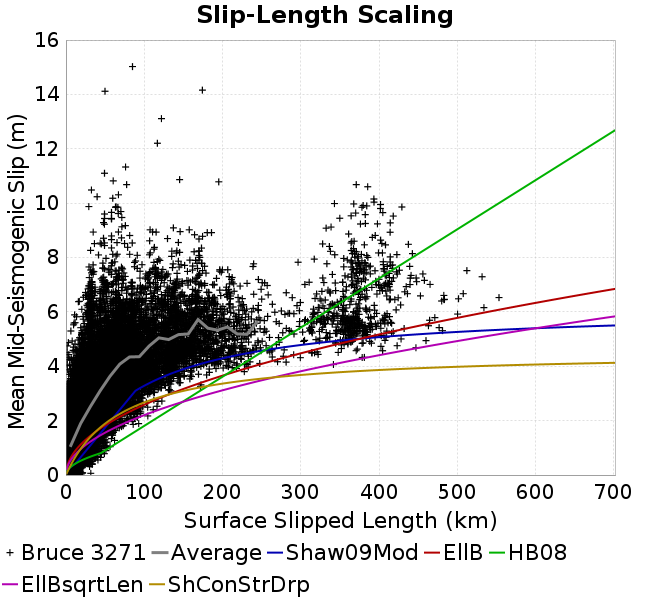 Slip-Length Scaling
Mean Mid-Seismogenic Slip (m)
16
14
12
10
8
6
4
2
0
0 100 200 300 400 500 600 700
Surface Slipped Length (km)
Bruce 3271 Average Shaw09Mod EllB HB08
EllBsqrtLen ShConStrDrp